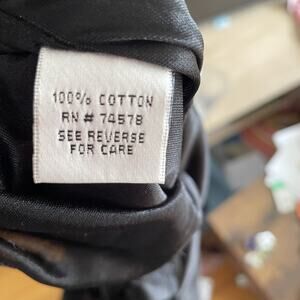 100% COTTON
RN # 74578
SEE REVERSE
FOR CARE